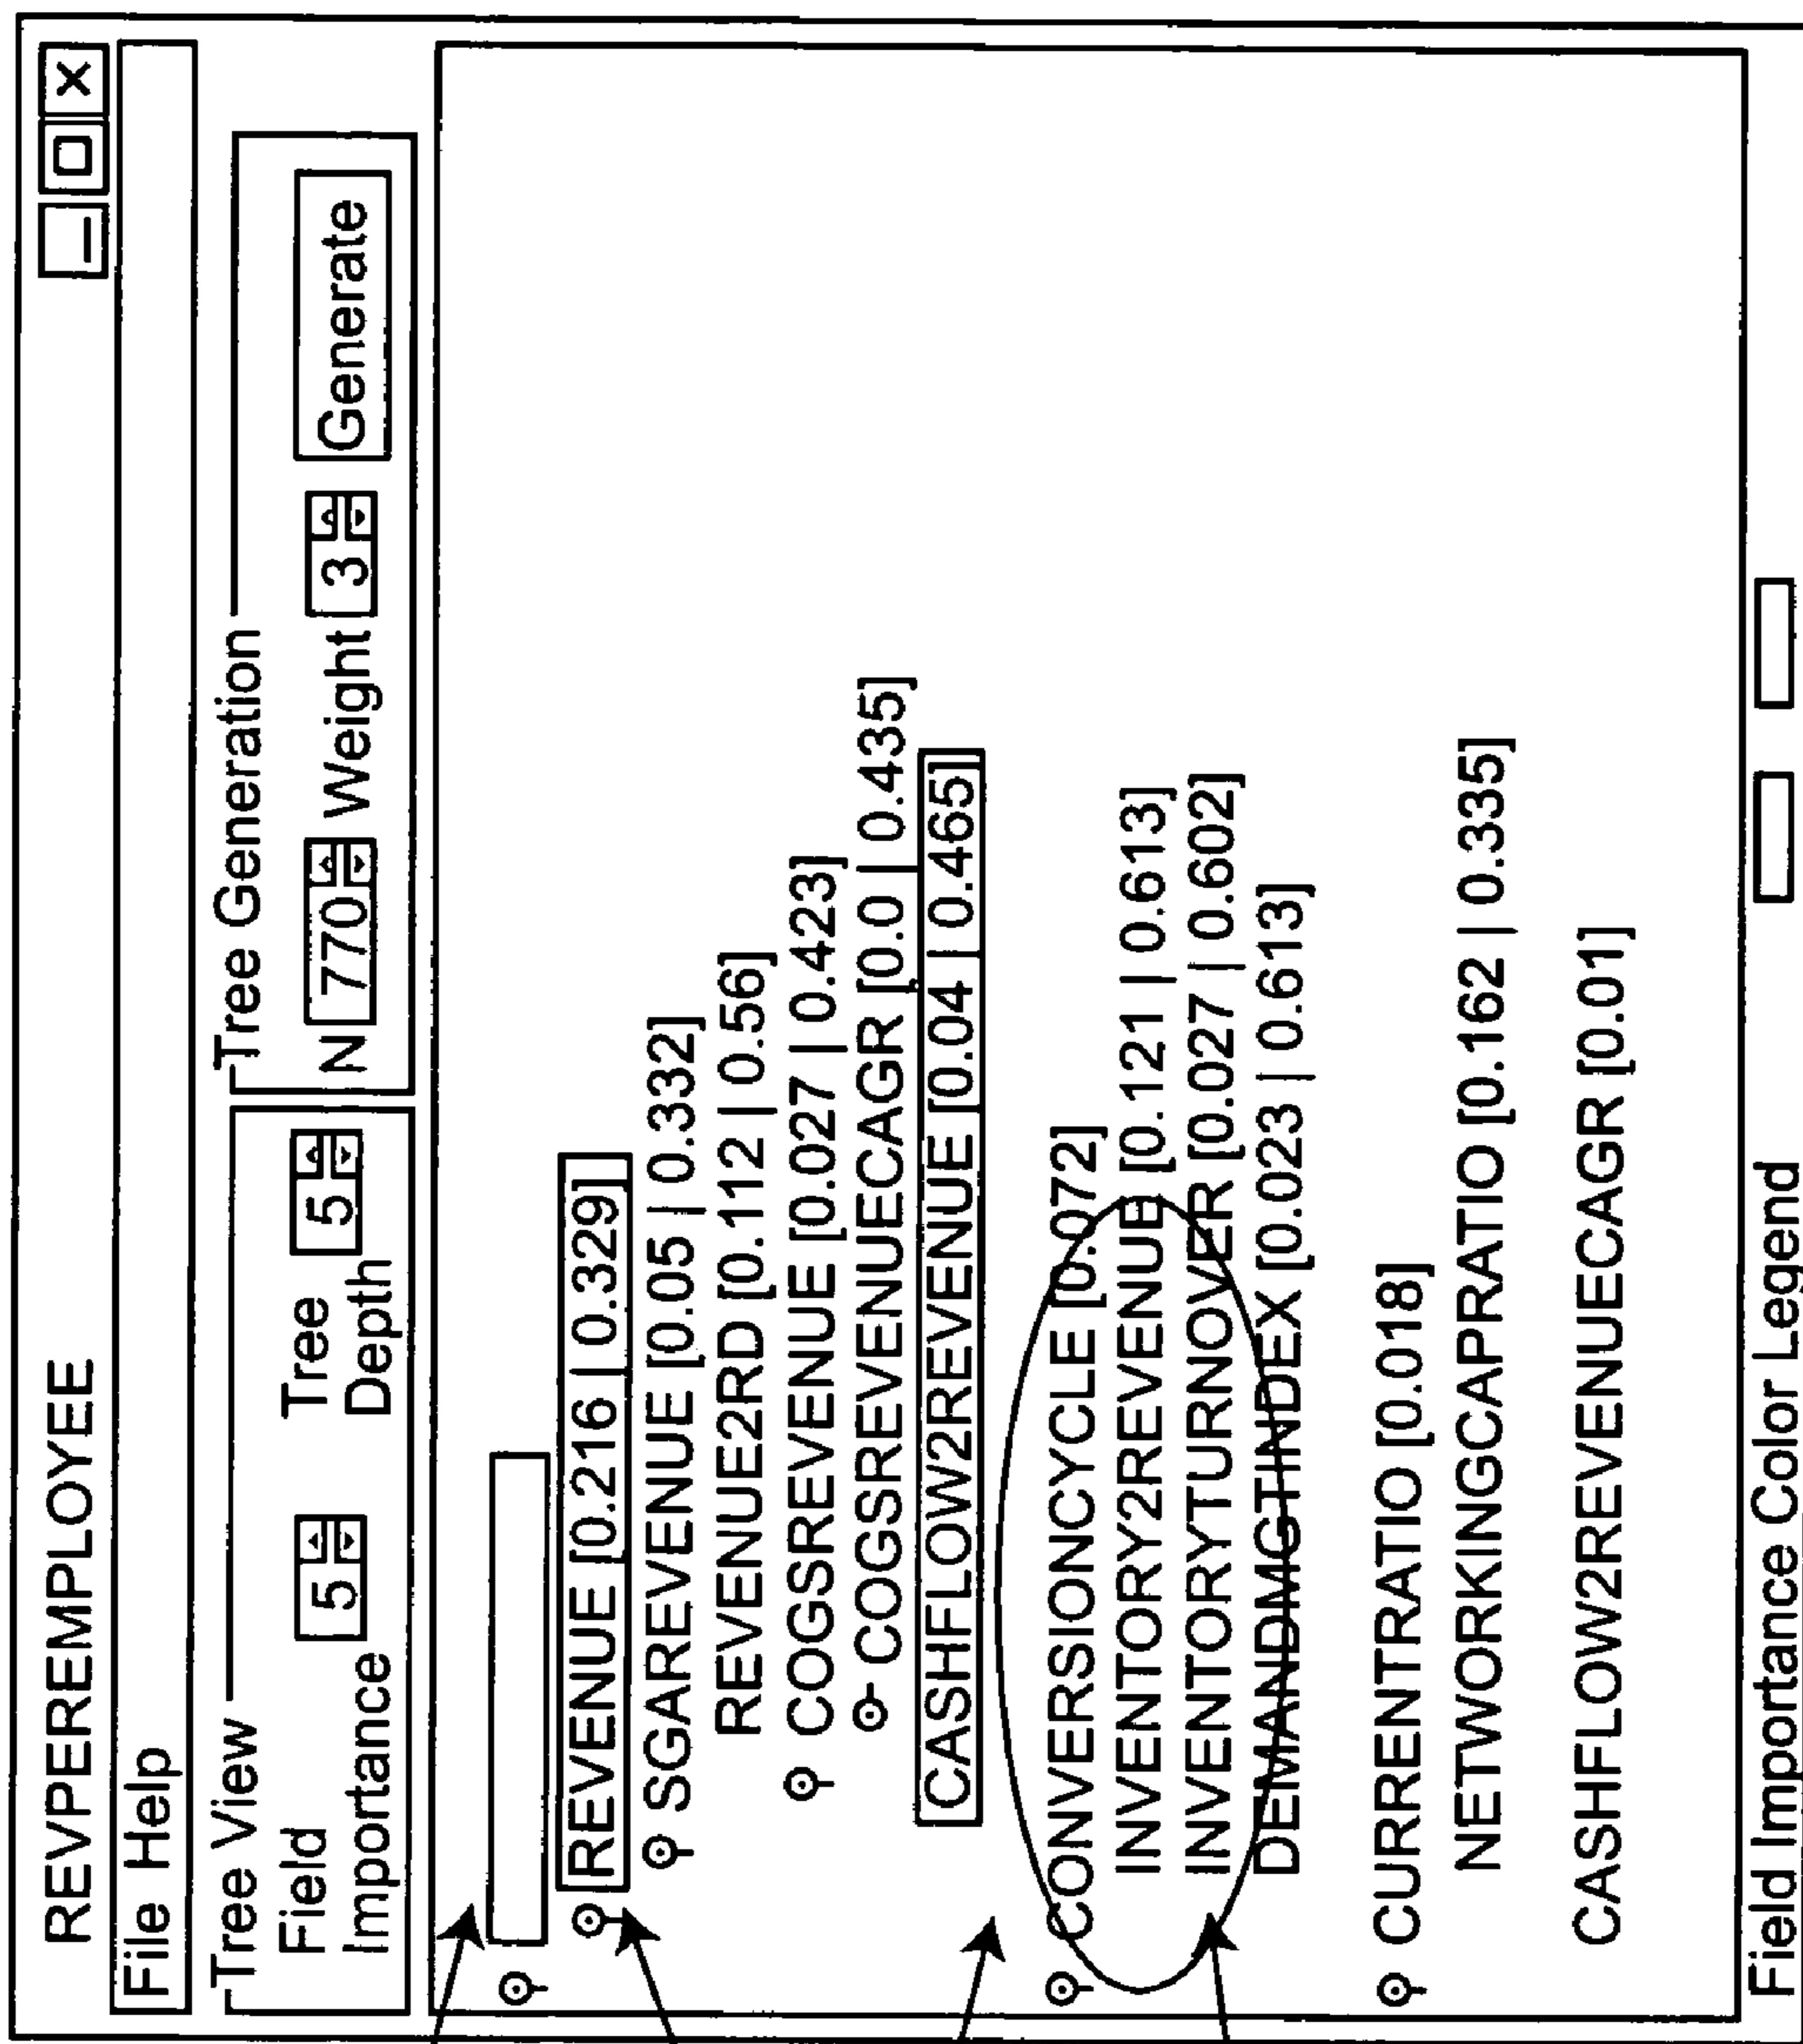 REVPEREMPLOYEE
File Help
Tree View
Field Importance 5 Tree Depth 5
Tree Generation
N 770 Weight 3 Generate
REVENUE [0.216 | 0.329]
SGAREVENUE [0.05 | 0.332]
REVENUE2RD [0.112 | 0.56]
COGSREVENUE [0.027 | 0.423]
COGSREVENUECAGR [0.0 | 0.435]
CASHFLOW2REVENUE [0.04 | 0.465]
CONVERSIONCYCLE [0.072]
INVENTORY2REVENUE [0.121 | 0.613]
INVENTORYTURNOVER [0.027 | 0.602]
DEMANDMGTINDEX [0.023 | 0.613]
CURRENTRATIO [0.018]
NETWORKINGCAPRATIO [0.162 | 0.335]
CASHFLOW2REVENUECAGR [0.01]
Field Importance Color Legend